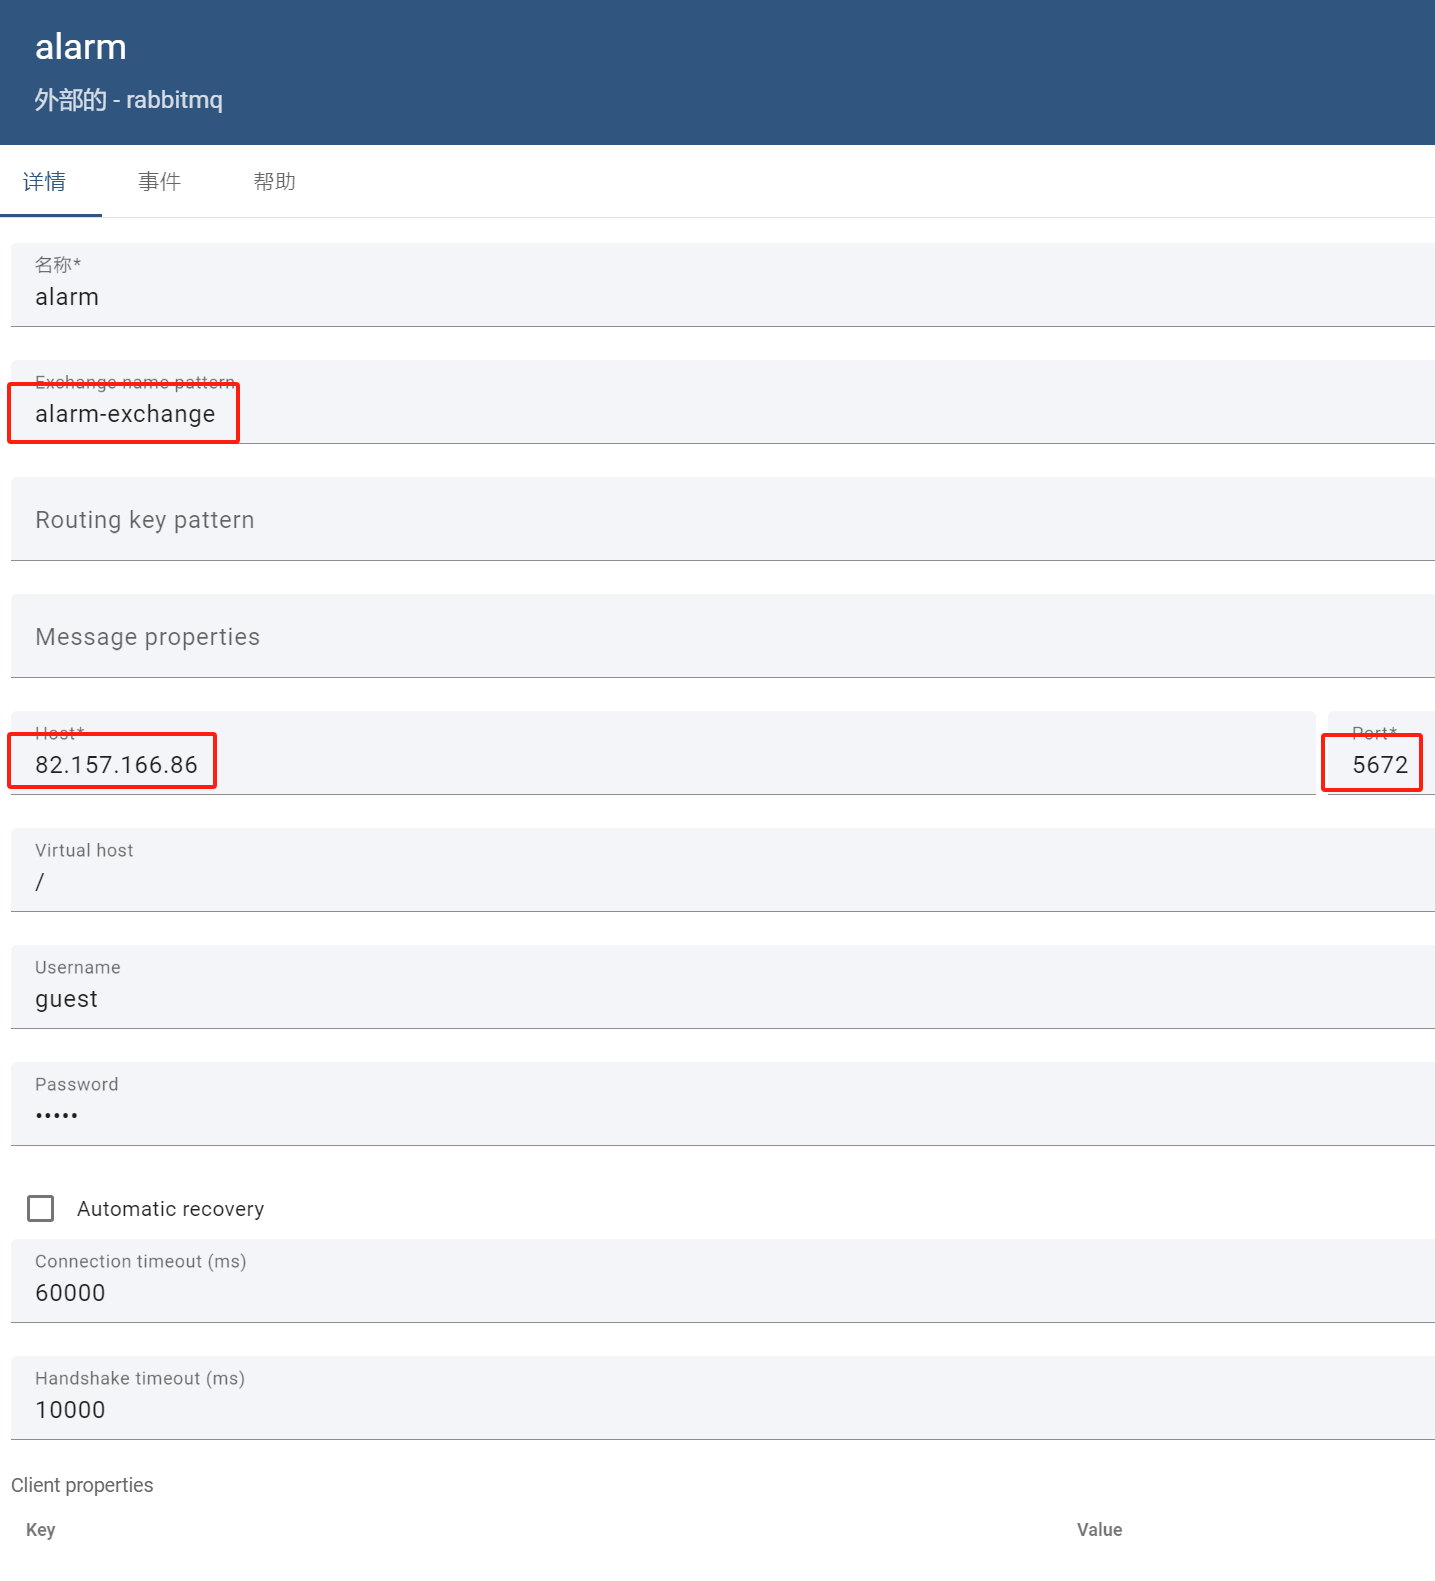 alarm
外部的 - rabbitmq
详情 事件 帮助
名称*
alarm
Exchange name pattern
alarm-exchange
Routing key pattern
Message properties
Host* Port*
82.157.166.86 5672
Virtual host
/
Username
guest
Password
•••••
Automatic recovery
Connection timeout (ms)
60000
Handshake timeout (ms)
10000
Client properties
Key Value